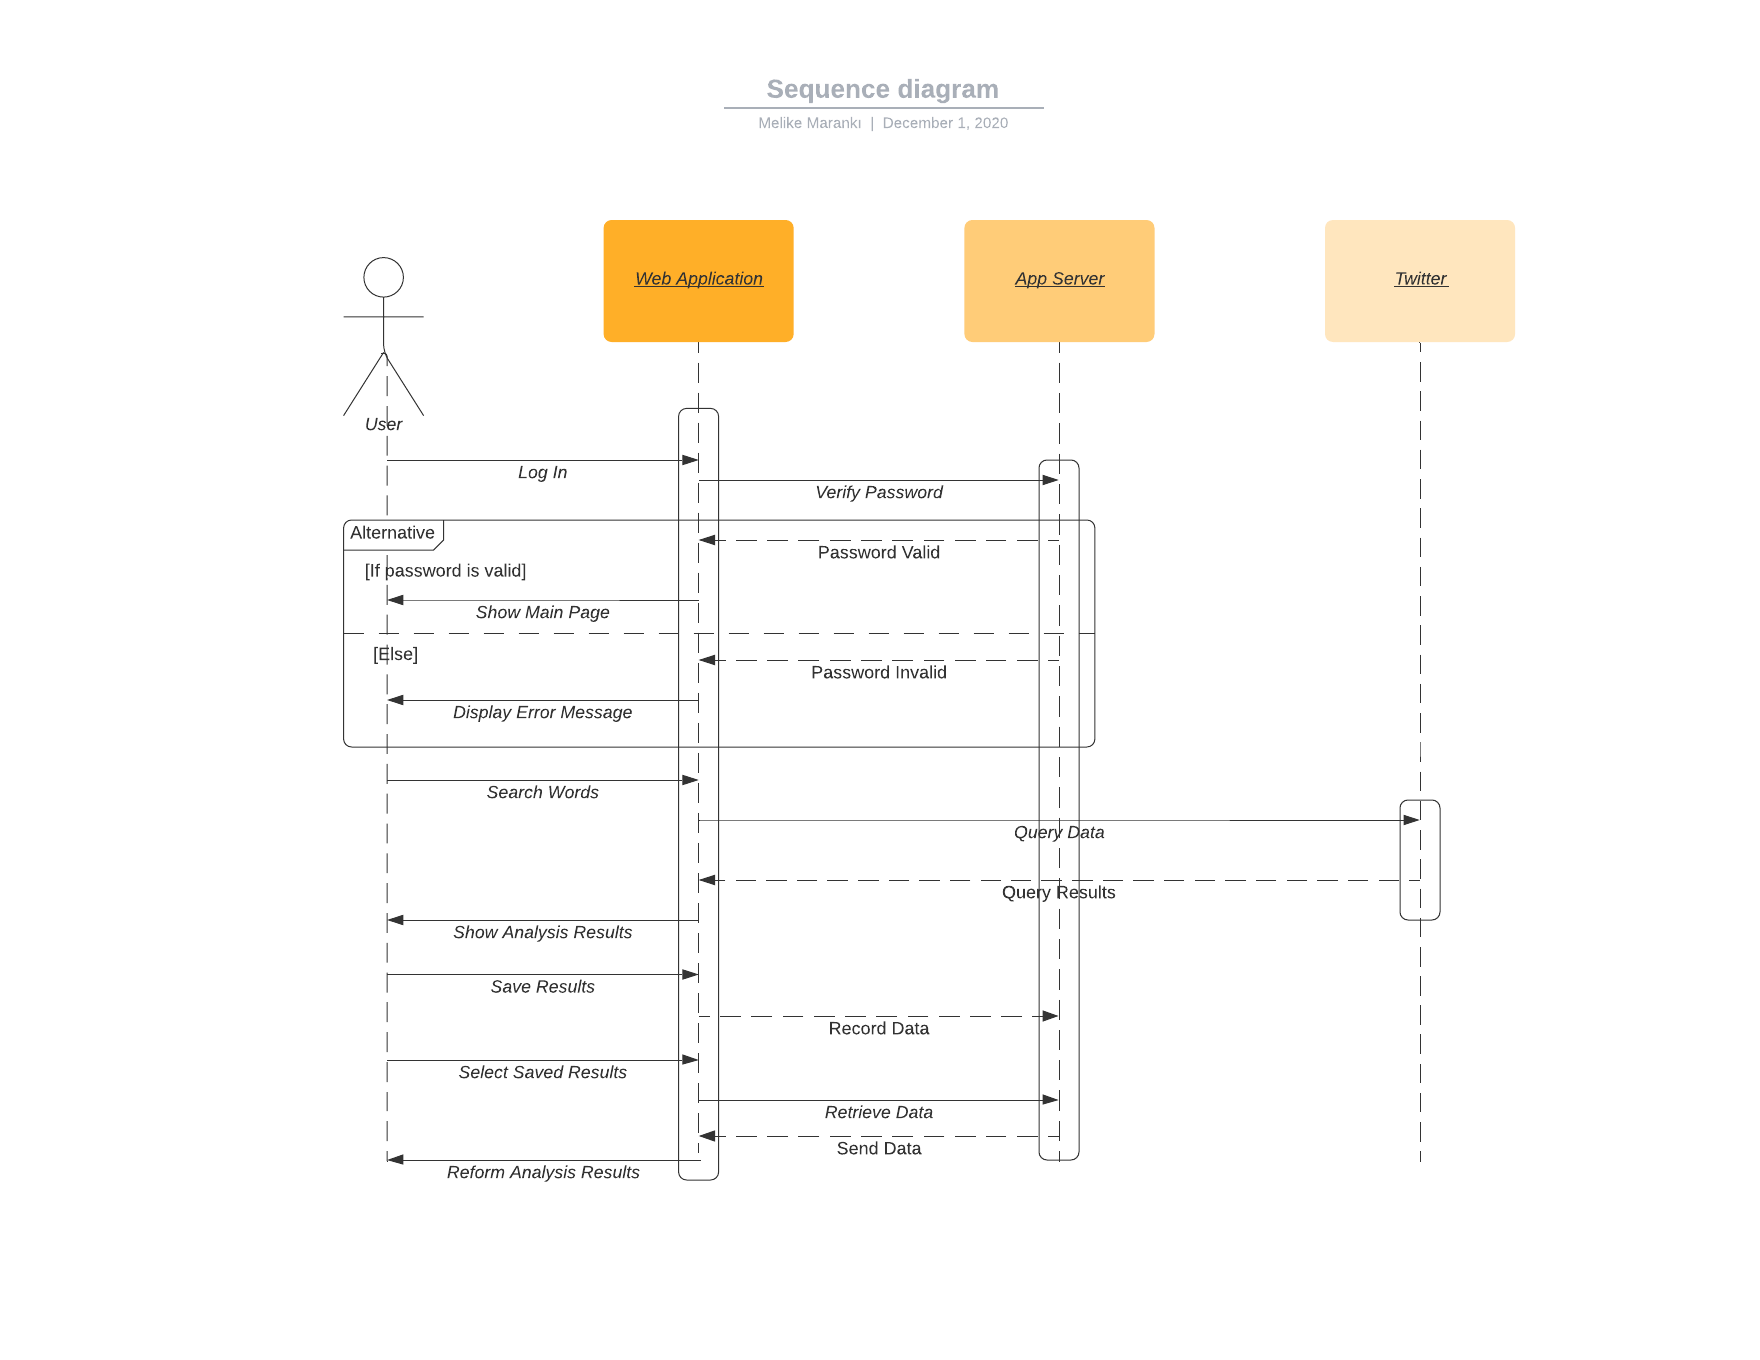 Sequence diagram
Melike Marankı | December 1, 2020
Web Application
App Server
Twitter
User
Log In
Verify Password
Alternative
Password Valid
[If password is valid]
Show Main Page
[Else]
Password Invalid
Display Error Message
Search Words
Query Data
Query Results
Show Analysis Results
Save Results
Record Data
Select Saved Results
Retrieve Data
Send Data
Reform Analysis Results